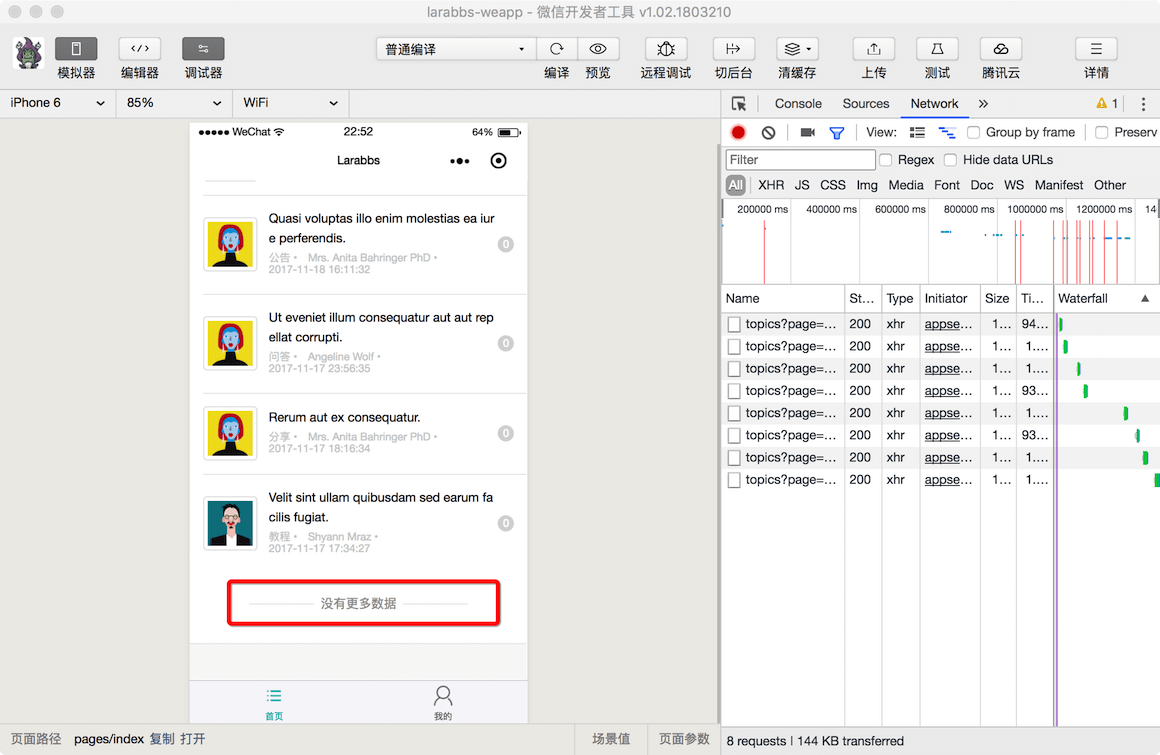 larabbs-weapp - 微信开发者工具 v1.02.1803210
模拟器 编辑器 调试器 普通编译 编译 预览 远程调试 切后台 清缓存 上传 测试 腾讯云 详情
iPhone 6 85% WiFi
WeChat 22:52 64%
Larabbs
Quasi voluptas illo enim molestias ea iur
e perferendis.
0
公告 • Mrs. Anita Bahringer PhD •
2017-11-18 16:11:32
Ut eveniet illum consequatur aut aut rep
ellat corrupti.
0
问答 • Angeline Wolf •
2017-11-17 23:56:35
Rerum aut ex consequatur.
0
分享 • Mrs. Anita Bahringer PhD •
2017-11-17 18:16:34
Velit sint ullam quibusdam sed earum fa
cilis fugiat.
0
教程 • Shyann Mraz •
2017-11-17 17:34:27
没有更多数据
首页 我的
页面路径 pages/index 复制 打开 场景值 页面参数
Console Sources Network » 1
View: Group by frame Preserv
Filter Regex Hide data URLs
All XHR JS CSS Img Media Font Doc WS Manifest Other
200000 ms 400000 ms 600000 ms 800000 ms 1000000 ms 1200000 ms 14
Name St... Type Initiator Size Ti... Waterfall
topics?page=... 200 xhr appse... 1... 94...
topics?page=... 200 xhr appse... 1... 1....
topics?page=... 200 xhr appse... 1... 1....
topics?page=... 200 xhr appse... 1... 93...
topics?page=... 200 xhr appse... 1... 1....
topics?page=... 200 xhr appse... 1... 93...
topics?page=... 200 xhr appse... 1... 1....
topics?page=... 200 xhr appse... 1... 1....
8 requests | 144 KB transferred